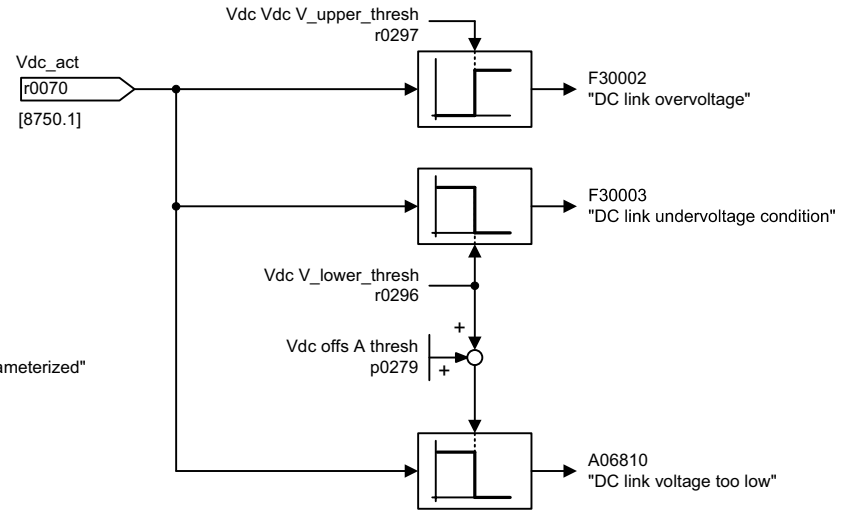 Vdc Vdc V_upper_thresh
r0297
Vdc_act
r0070
[8750.1]
F30002
"DC link overvoltage"
F30003
"DC link undervoltage condition"
Vdc V_lower_thresh
r0296
+
Vdc offs A thresh
p0279
+
ameterized"
A06810
"DC link voltage too low"